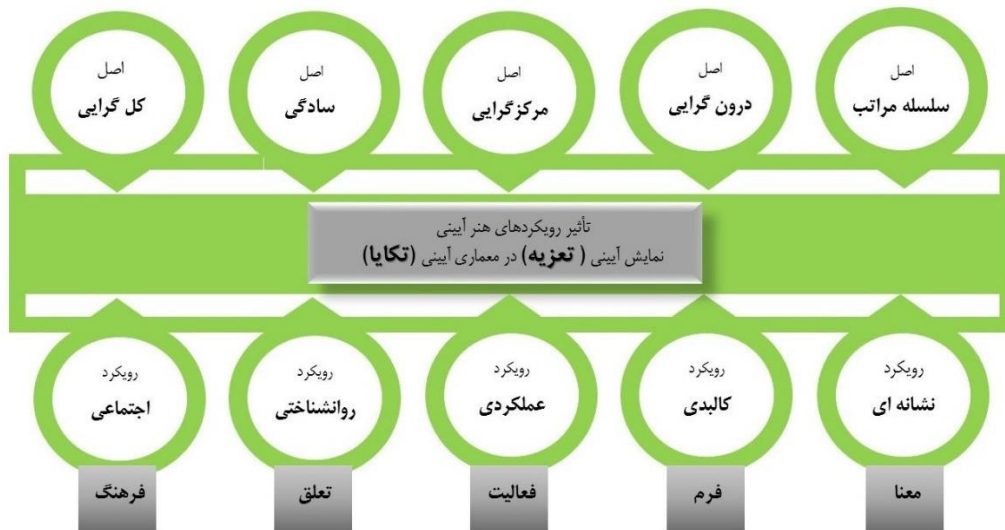 اصل
سلسله مراتب
اصل
درون گرایی
اصل
مرکزگرایی
اصل
سادگی
اصل
کل گرایی
تأثیر رویکردهای هنر آیینی
نمایش آیینی ( تعزیه) در معماری آیینی (تکایا)
رویکرد
نشانه ای
رویکرد
کالبدی
رویکرد
عملکردی
رویکرد
روانشناختی
رویکرد
اجتماعی
معنا
فرم
فعالیت
تعلق
فرهنگ